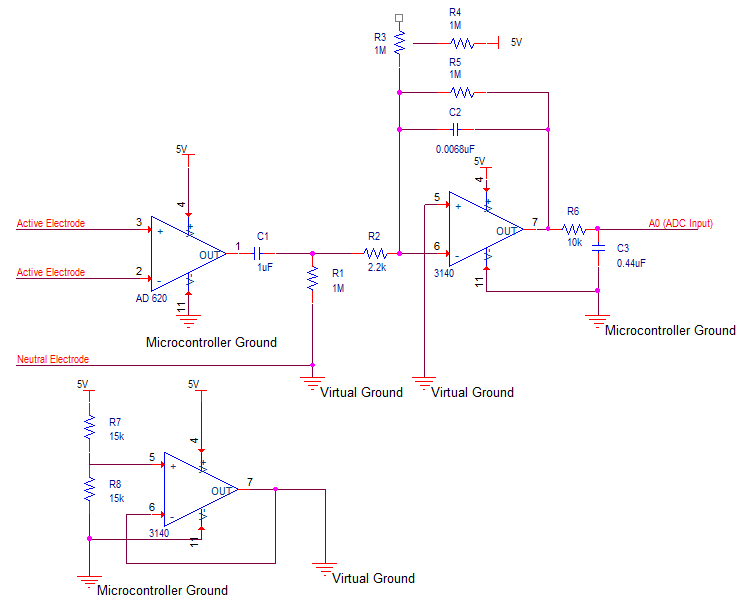 R4
1M
R3
1M
5V
R5
1M
C2
0.0068uF
5V
5V
4
4
5
+
V+
Active Electrode
3
+
V+
OUT
1
C1
1uF
R2
2.2k
6
-
OUT
7
R6
10k
A0 (ADC Input)
Active Electrode
2
-
V-
AD 620
11
R1
1M
3140
V-
11
C3
0.44uF
Microcontroller Ground
Microcontroller Ground
Neutral Electrode
Virtual Ground
Virtual Ground
5V
5V
R7
15k
4
5
+
V+
R8
15k
OUT
7
6
-
V-
3140
11
Virtual Ground
Microcontroller Ground